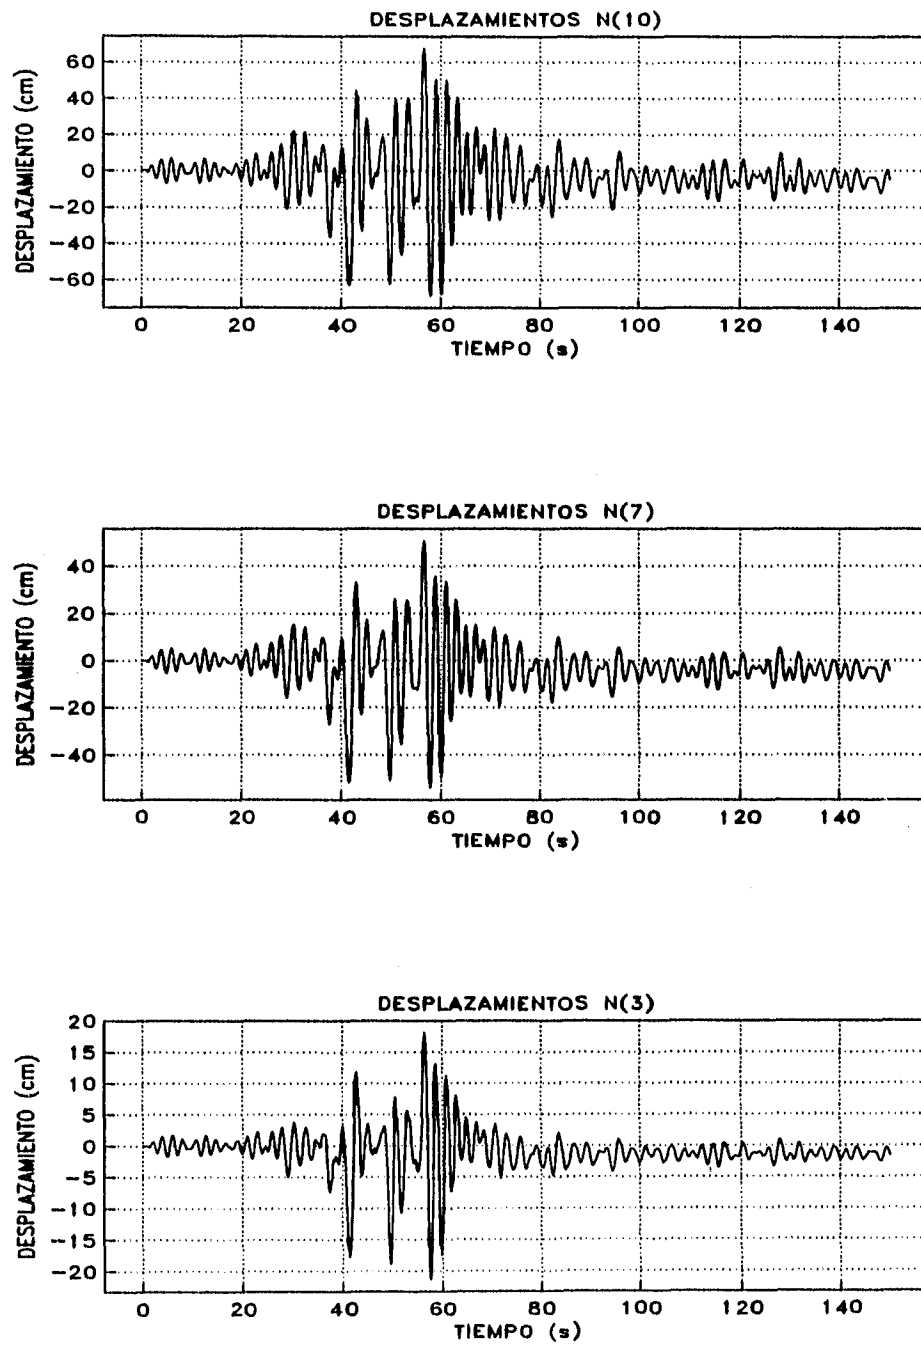 DESPLAZAMIENTOS N(10)
DESPLAZAMIENTO (cm)
60
40
20
0
−20
−40
−60
0 20 40 60 80 100 120 140
TIEMPO (s)
DESPLAZAMIENTOS N(7)
DESPLAZAMIENTO (cm)
40
20
0
−20
−40
0 20 40 60 80 100 120 140
TIEMPO (s)
DESPLAZAMIENTOS N(3)
DESPLAZAMIENTO (cm)
20
15
10
5
0
−5
−10
−15
−20
0 20 40 60 80 100 120 140
TIEMPO (s)